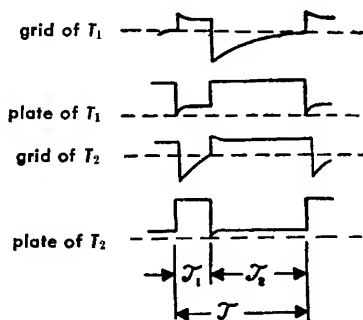 grid of T₁
plate of T₁
grid of T₂
plate of T₂
𝒯₁ 𝒯₂
𝒯